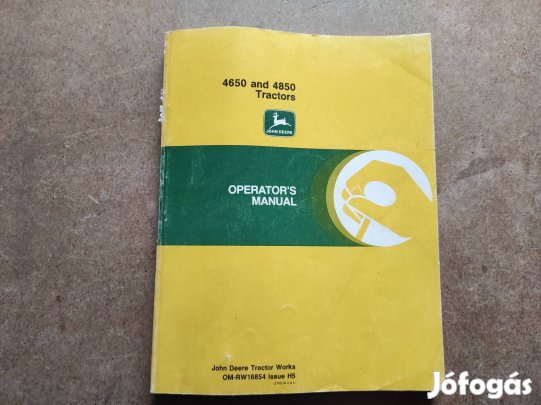 4650 and 4850
Tractors
JOHN DEERE
OPERATOR'S
MANUAL
John Deere Tractor Works
OM-RW16854 Issue H5
Jófogás